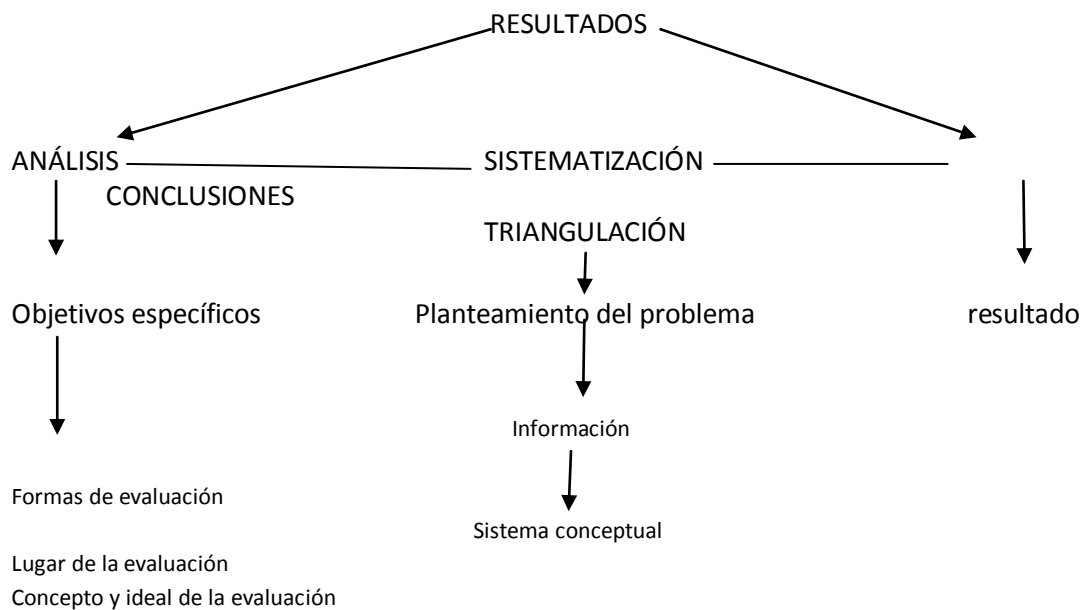 RESULTADOS
ANÁLISIS SISTEMATIZACIÓN
CONCLUSIONES
TRIANGULACIÓN
Objetivos específicos Planteamiento del problema resultado
Información
Formas de evaluación
Sistema conceptual
Lugar de la evaluación
Concepto y ideal de la evaluación